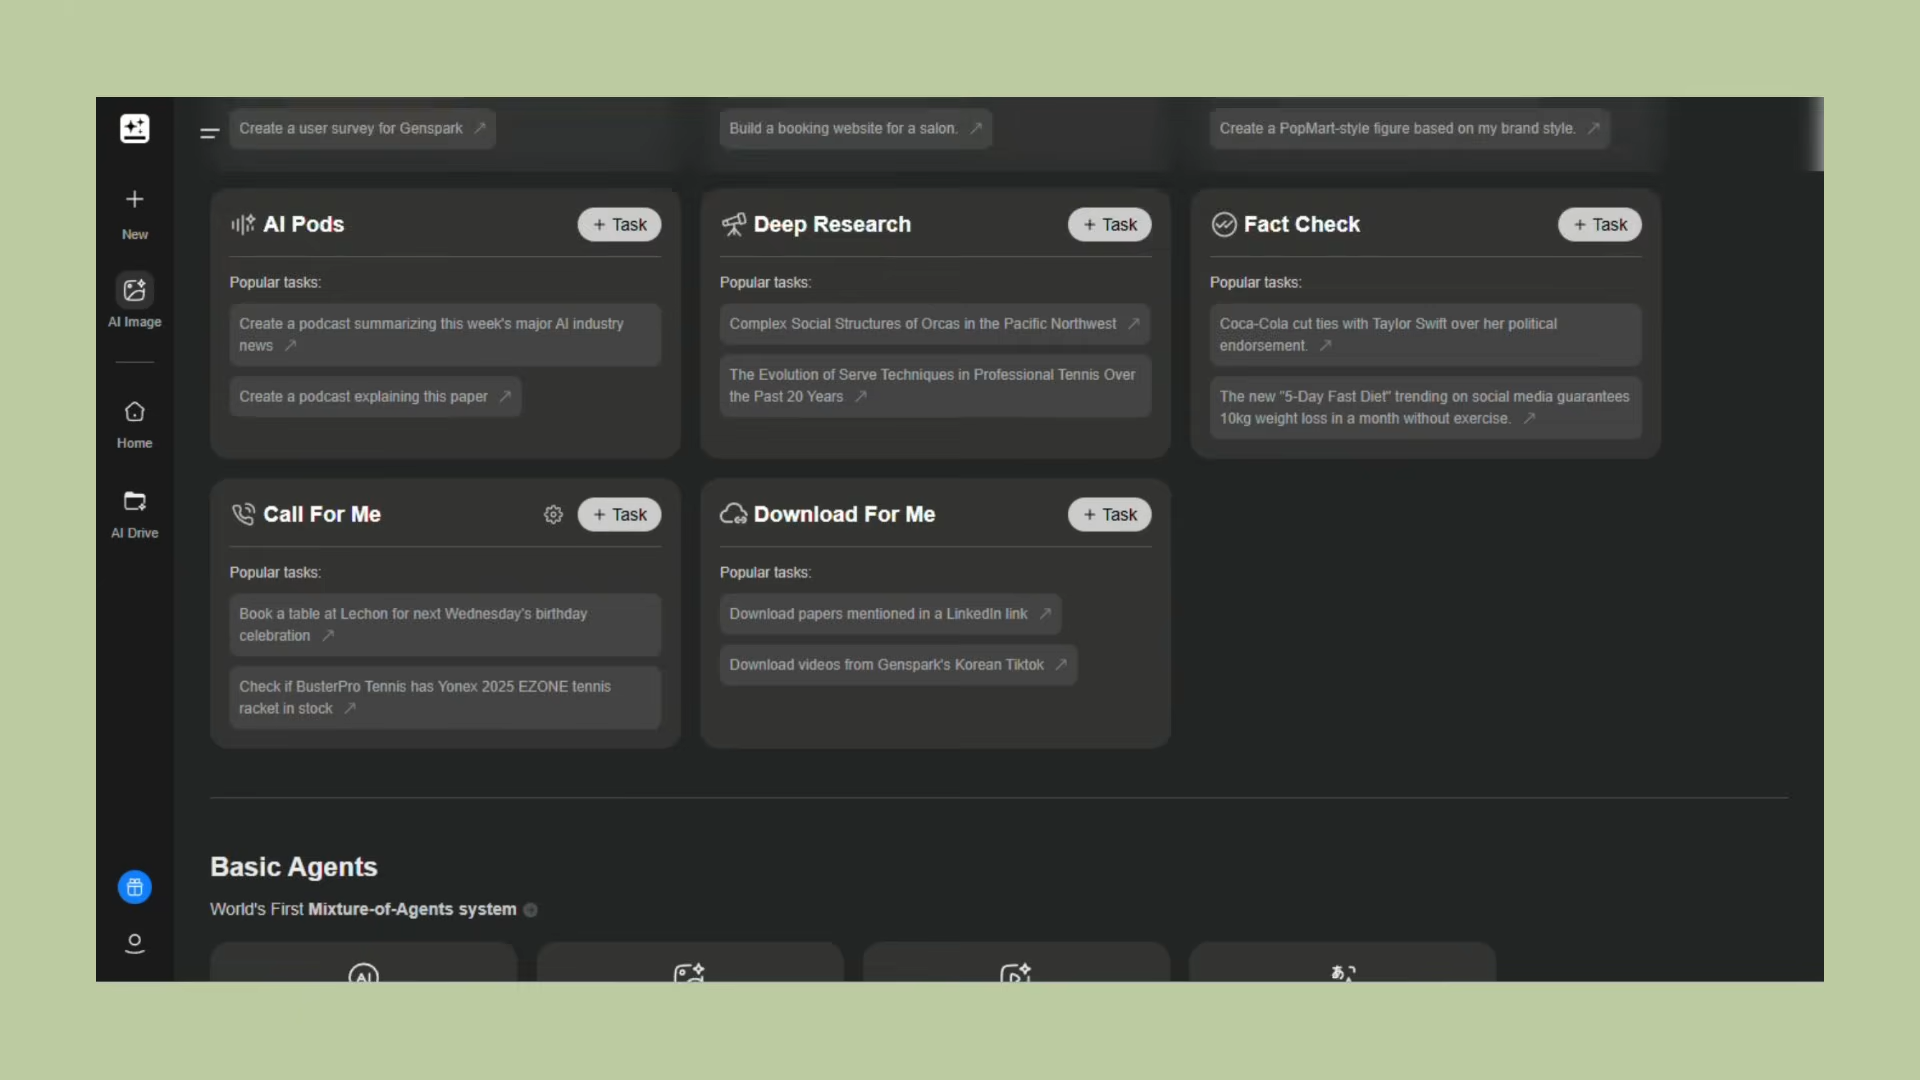 New
AI Image
Home
AI Drive
Create a user survey for Genspark
Build a booking website for a salon.
Create a PopMart-style figure based on my brand style.
AI Pods
+ Task
Popular tasks:
Create a podcast summarizing this week's major AI industry
news
Create a podcast explaining this paper
Deep Research
+ Task
Popular tasks:
Complex Social Structures of Orcas in the Pacific Northwest
The Evolution of Serve Techniques in Professional Tennis Over
the Past 20 Years
Fact Check
+ Task
Popular tasks:
Coca-Cola cut ties with Taylor Swift over her political
endorsement.
The new "5-Day Fast Diet" trending on social media guarantees
10kg weight loss in a month without exercise.
Call For Me
+ Task
Popular tasks:
Book a table at Lechon for next Wednesday's birthday
celebration
Check if BusterPro Tennis has Yonex 2025 EZONE tennis
racket in stock
Download For Me
+ Task
Popular tasks:
Download papers mentioned in a LinkedIn link
Download videos from Genspark's Korean Tiktok
Basic Agents
World's First Mixture-of-Agents system
AI
あ